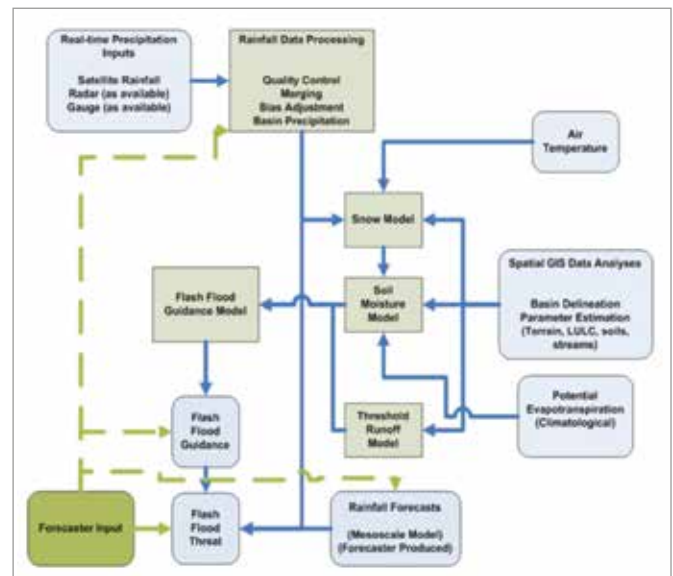 Real-time Precipitation
Inputs
Satellite Rainfall
Radar (as available)
Gauge (as available)
Rainfall Data Processing
Quality Control
Merging
Bias Adjustment
Basin Precipitation
Air
Temperature
Snow Model
Spatial GIS Data Analyses
Basin Delineation
Parameter Estimation
(Terrain, LULC, soils,
streams)
Flash Flood
Guidance Model
Soil
Moisture
Model
Potential
Evapotranspiration
(Climatological)
Flash
Flood
Guidance
Threshold
Runoff
Model
Forecaster Input
Flash
Flood
Threat
Rainfall Forecasts
(Mesoscale Model)
(Forecaster Produced)